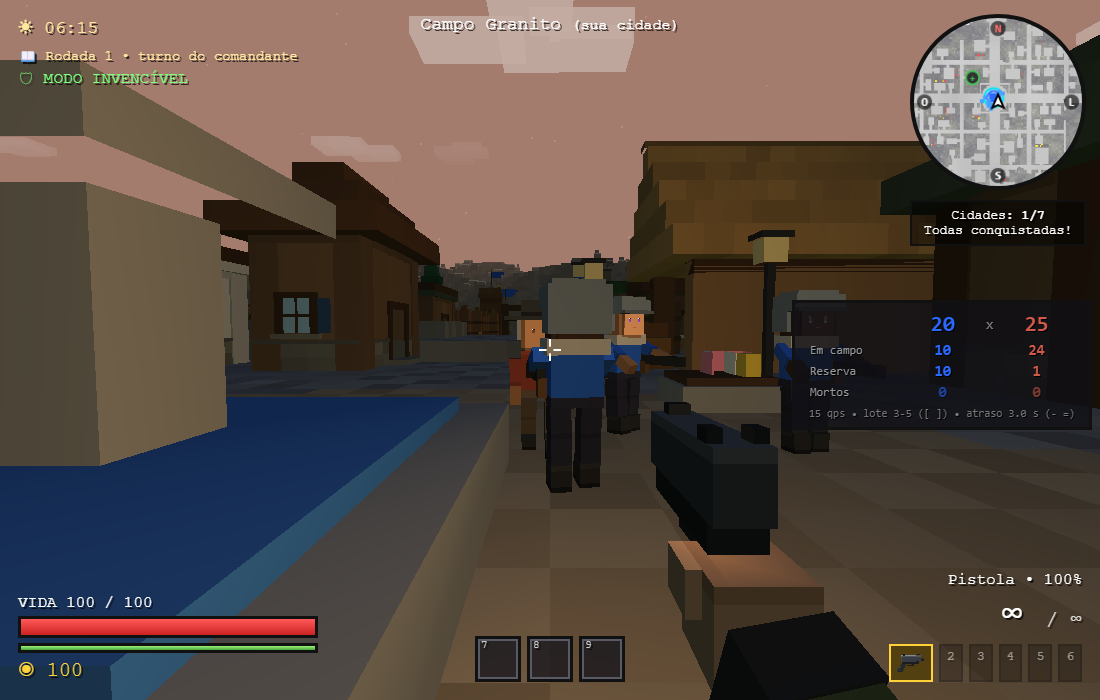 06:15
Rodada 1 • turno do comandante
MODO INVENCÍVEL
Campo Granito (sua cidade)
N
O
L
S
Cidades: 1/7
Todas conquistadas!
20 x 25
Em campo 10 24
Reserva 10 1
Mortos 0 0
15 qps • lote 3-5 ([ ]) • atraso 3.0 s (- =)
VIDA 100 / 100
100
7 8 9
Pistola • 100%
∞ / ∞
2 3 4 5 6